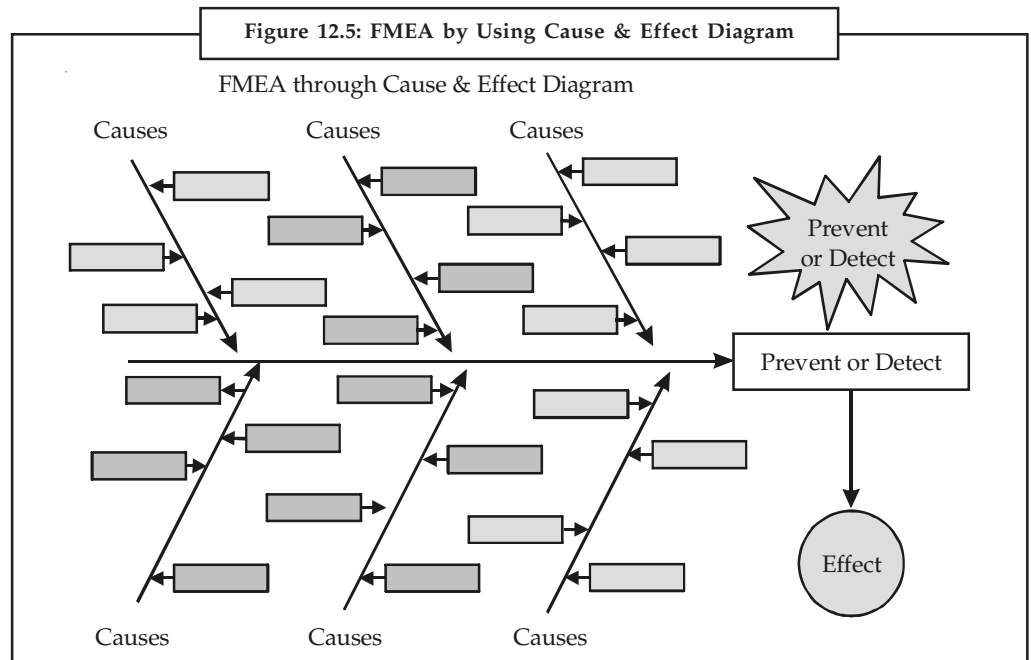 Figure 12.5: FMEA by Using Cause & Effect Diagram
FMEA through Cause & Effect Diagram
Causes
Causes
Causes
Prevent
or Detect
Prevent or Detect
Effect
Causes
Causes
Causes